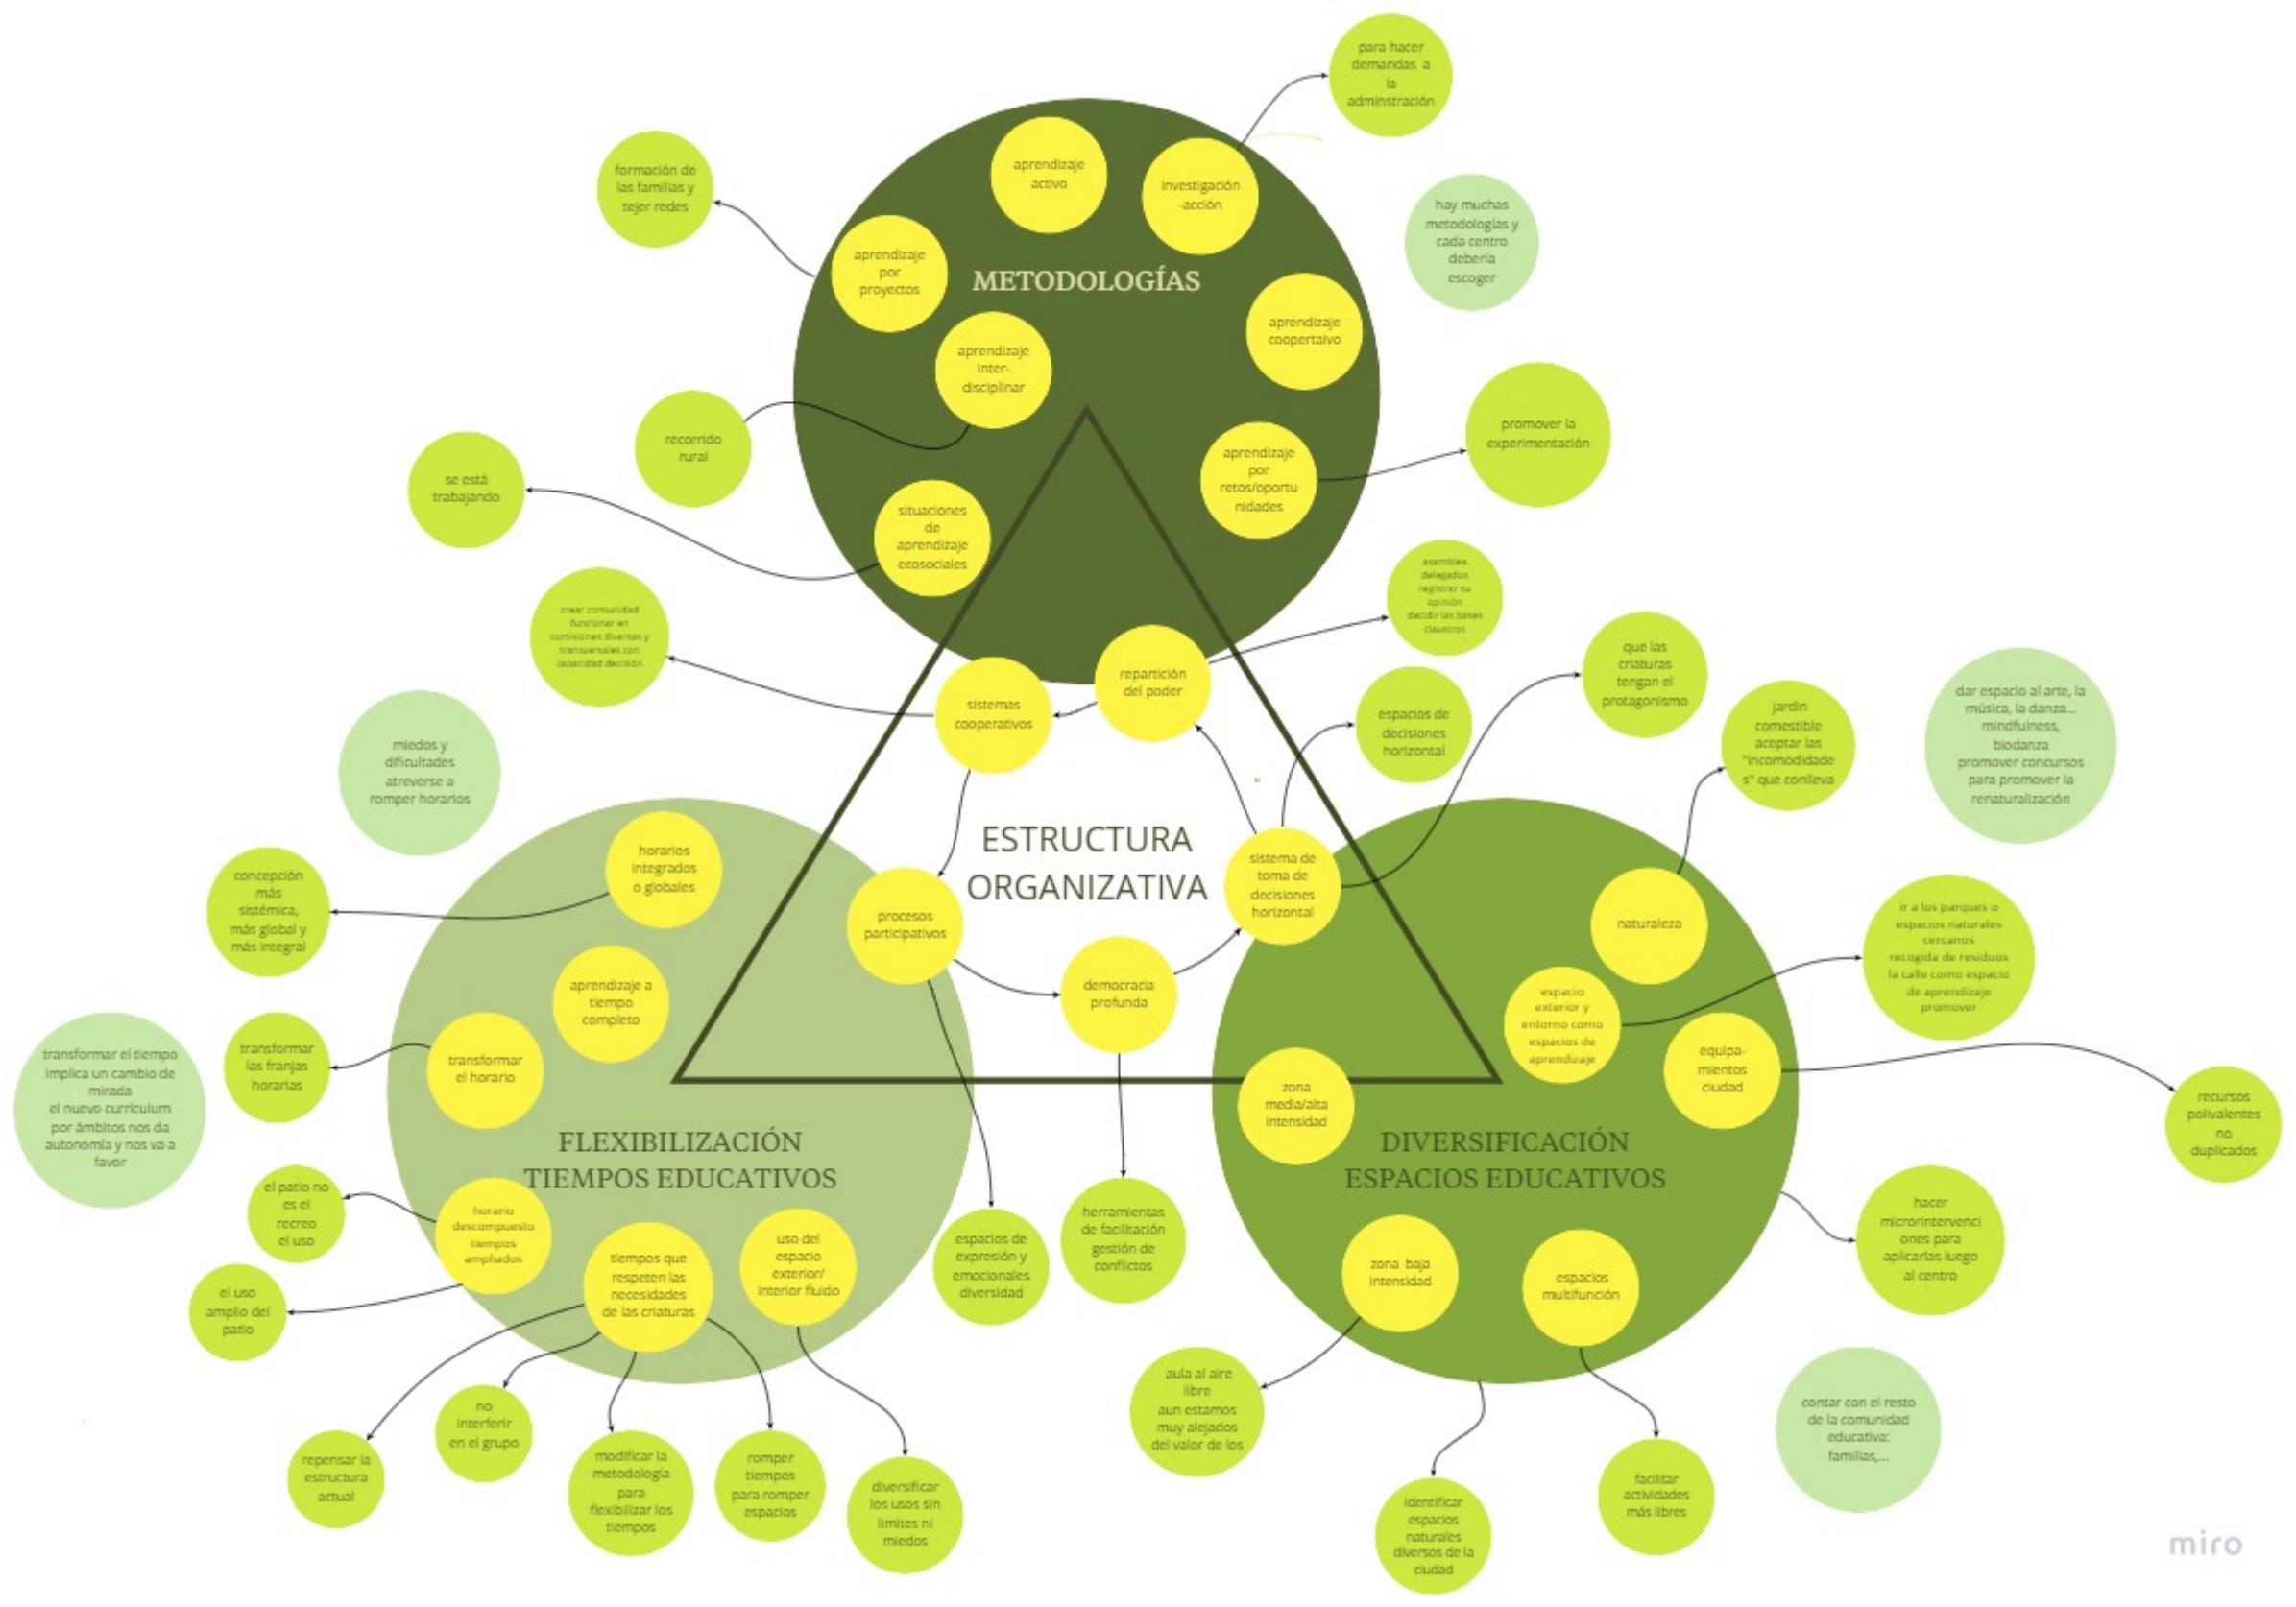 para hacer
demandas a
la
adminstración
formación de
las familias y
tejer redes
aprendizaje
activo
investigación
-acción
hay muchas
metodologías y
cada centro
debería
escoger
aprendizaje
por
proyectos
METODOLOGÍAS
aprendizaje
coopertaivo
aprendizaje
inter-
disciplinar
recorrido
rural
promover la
experimentación
se está
trabajando
aprendizaje
por
retos/oportu
nidades
situaciones
de
aprendizaje
ecosociales
asamblea
delegados
registrar su
opinión
decidir las bases
claustros
crear comunidad
funcionar en
comisiones diversas y
transversales con
capacidad decisión
repartición
del poder
sistemas
cooperativos
que las
criaturas
tengan el
protagonismo
espacios de
decisiones
horizontal
jardín
comestible
aceptar las
"incomodidade
s" que conlleva
dar espacio al arte, la
música, la danza...
mindfulness,
biodanza
promover concursos
para promover la
renaturalización
miedos y
dificultades
atreverse a
romper horarios
ESTRUCTURA
ORGANIZATIVA
horarios
integrados
o globales
sistema de
toma de
decisiones
horizontal
concepción
más
sistémica,
más global y
más integral
procesos
participativos
naturaleza
ir a los parques o
espacios naturales
cercanos
recogida de residuos
la calle como espacio
de aprendizaje
promover
aprendizaje a
tiempo
completo
democracia
profunda
espacio
exterior y
entorno como
espacios de
aprendizaje
transformar
las franjas
horarias
transformar
el horario
equipa-
mientos
ciudad
transformar el tiempo
implica un cambio de
mirada
el nuevo currículum
por ámbitos nos da
autonomía y nos va a
favor
zona
media/alta
intensidad
recursos
polivalentes
no
duplicados
FLEXIBILIZACIÓN
TIEMPOS EDUCATIVOS
DIVERSIFICACIÓN
ESPACIOS EDUCATIVOS
el patio no
es el
recreo
el uso
horario
descompuesto
tiempos
ampliados
tiempos que
respeten las
necesidades
de las criaturas
uso del
espacio
exterior/
interior fluido
espacios de
expresión y
emocionales
diversidad
herramientas
de facilitación
gestión de
conflictos
zona baja
intensidad
espacios
multifunción
hacer
microrintervenci
ones para
aplicarlas luego
al centro
el uso
amplio del
patio
aula al aire
libre
aun estamos
muy alejados
del valor de los
contar con el resto
de la comunidad
educativa:
familias,...
no
interferir
en el grupo
repensar la
estructura
actual
modificar la
metodología
para
flexibilizar los
tiempos
romper
tiempos
para romper
espacios
diversificar
los usos sin
limites ni
miedos
identificar
espacios
naturales
diversos de la
ciudad
facilitar
actividades
más libres
miro